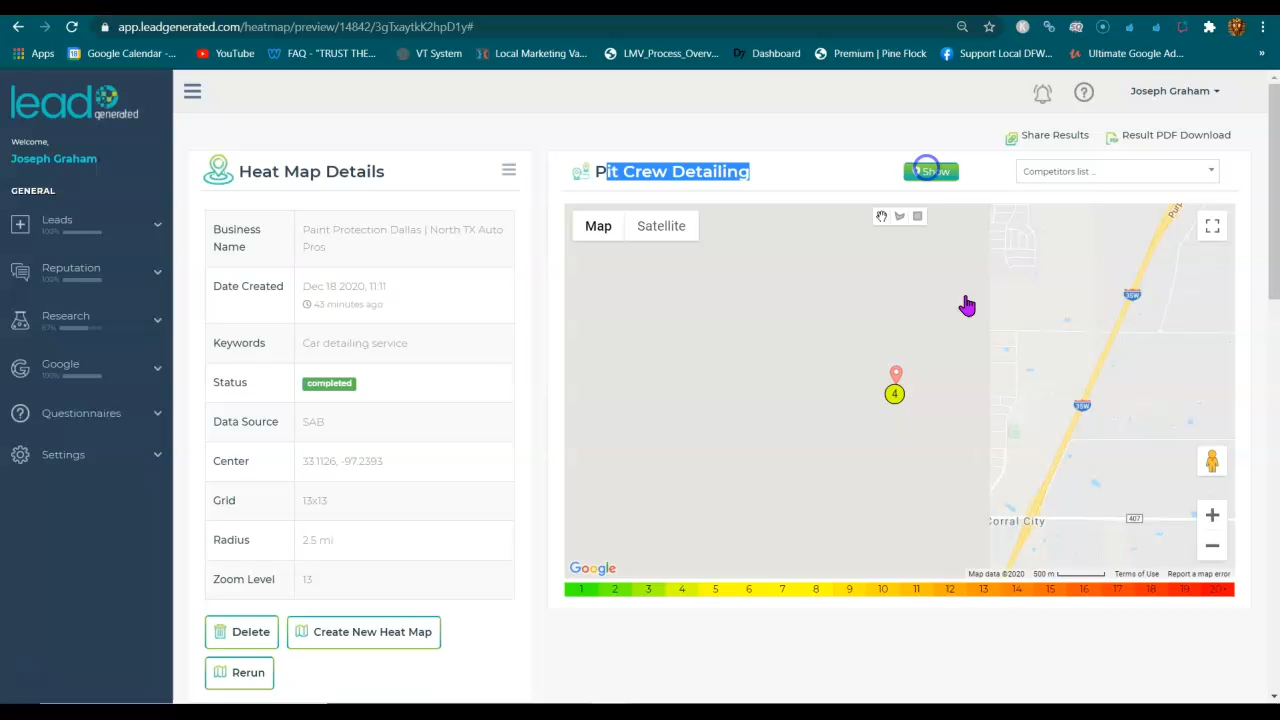 app.leadgenerated.com/heatmap/preview/14842/3gTxaytkK2hpD1y#
Apps
Google Calendar -...
YouTube
FAQ - "TRUST THE...
VT System
Local Marketing Va...
LMV_Process_Overv...
Dashboard
Premium | Pine Flock
Support Local DFW...
Ultimate Google Ad...
lead generated
Joseph Graham
Welcome,
Joseph Graham
Share Results
Result PDF Download
Heat Map Details
Pit Crew Detailing
Show
Competitors list ...
GENERAL
Leads
100%
Reputation
100%
Research
67%
Google
100%
Questionnaires
Settings
Business Name
Paint Protection Dallas | North TX Auto
Pros
Date Created
Dec 18 2020, 11:11
43 minutes ago
Keywords
Car detailing service
Status
completed
Data Source
SAB
Center
33.1126, -97.2393
Grid
13x13
Radius
2.5 mi
Zoom Level
13
Delete
Create New Heat Map
Rerun
Map
Satellite
35W
4
35W
Corral City
407
Google
Map data ©2020
500 m
Terms of Use
Report a map error
1 2 3 4 5 6 7 8 9 10 11 12 13 14 15 16 17 18 19 20+